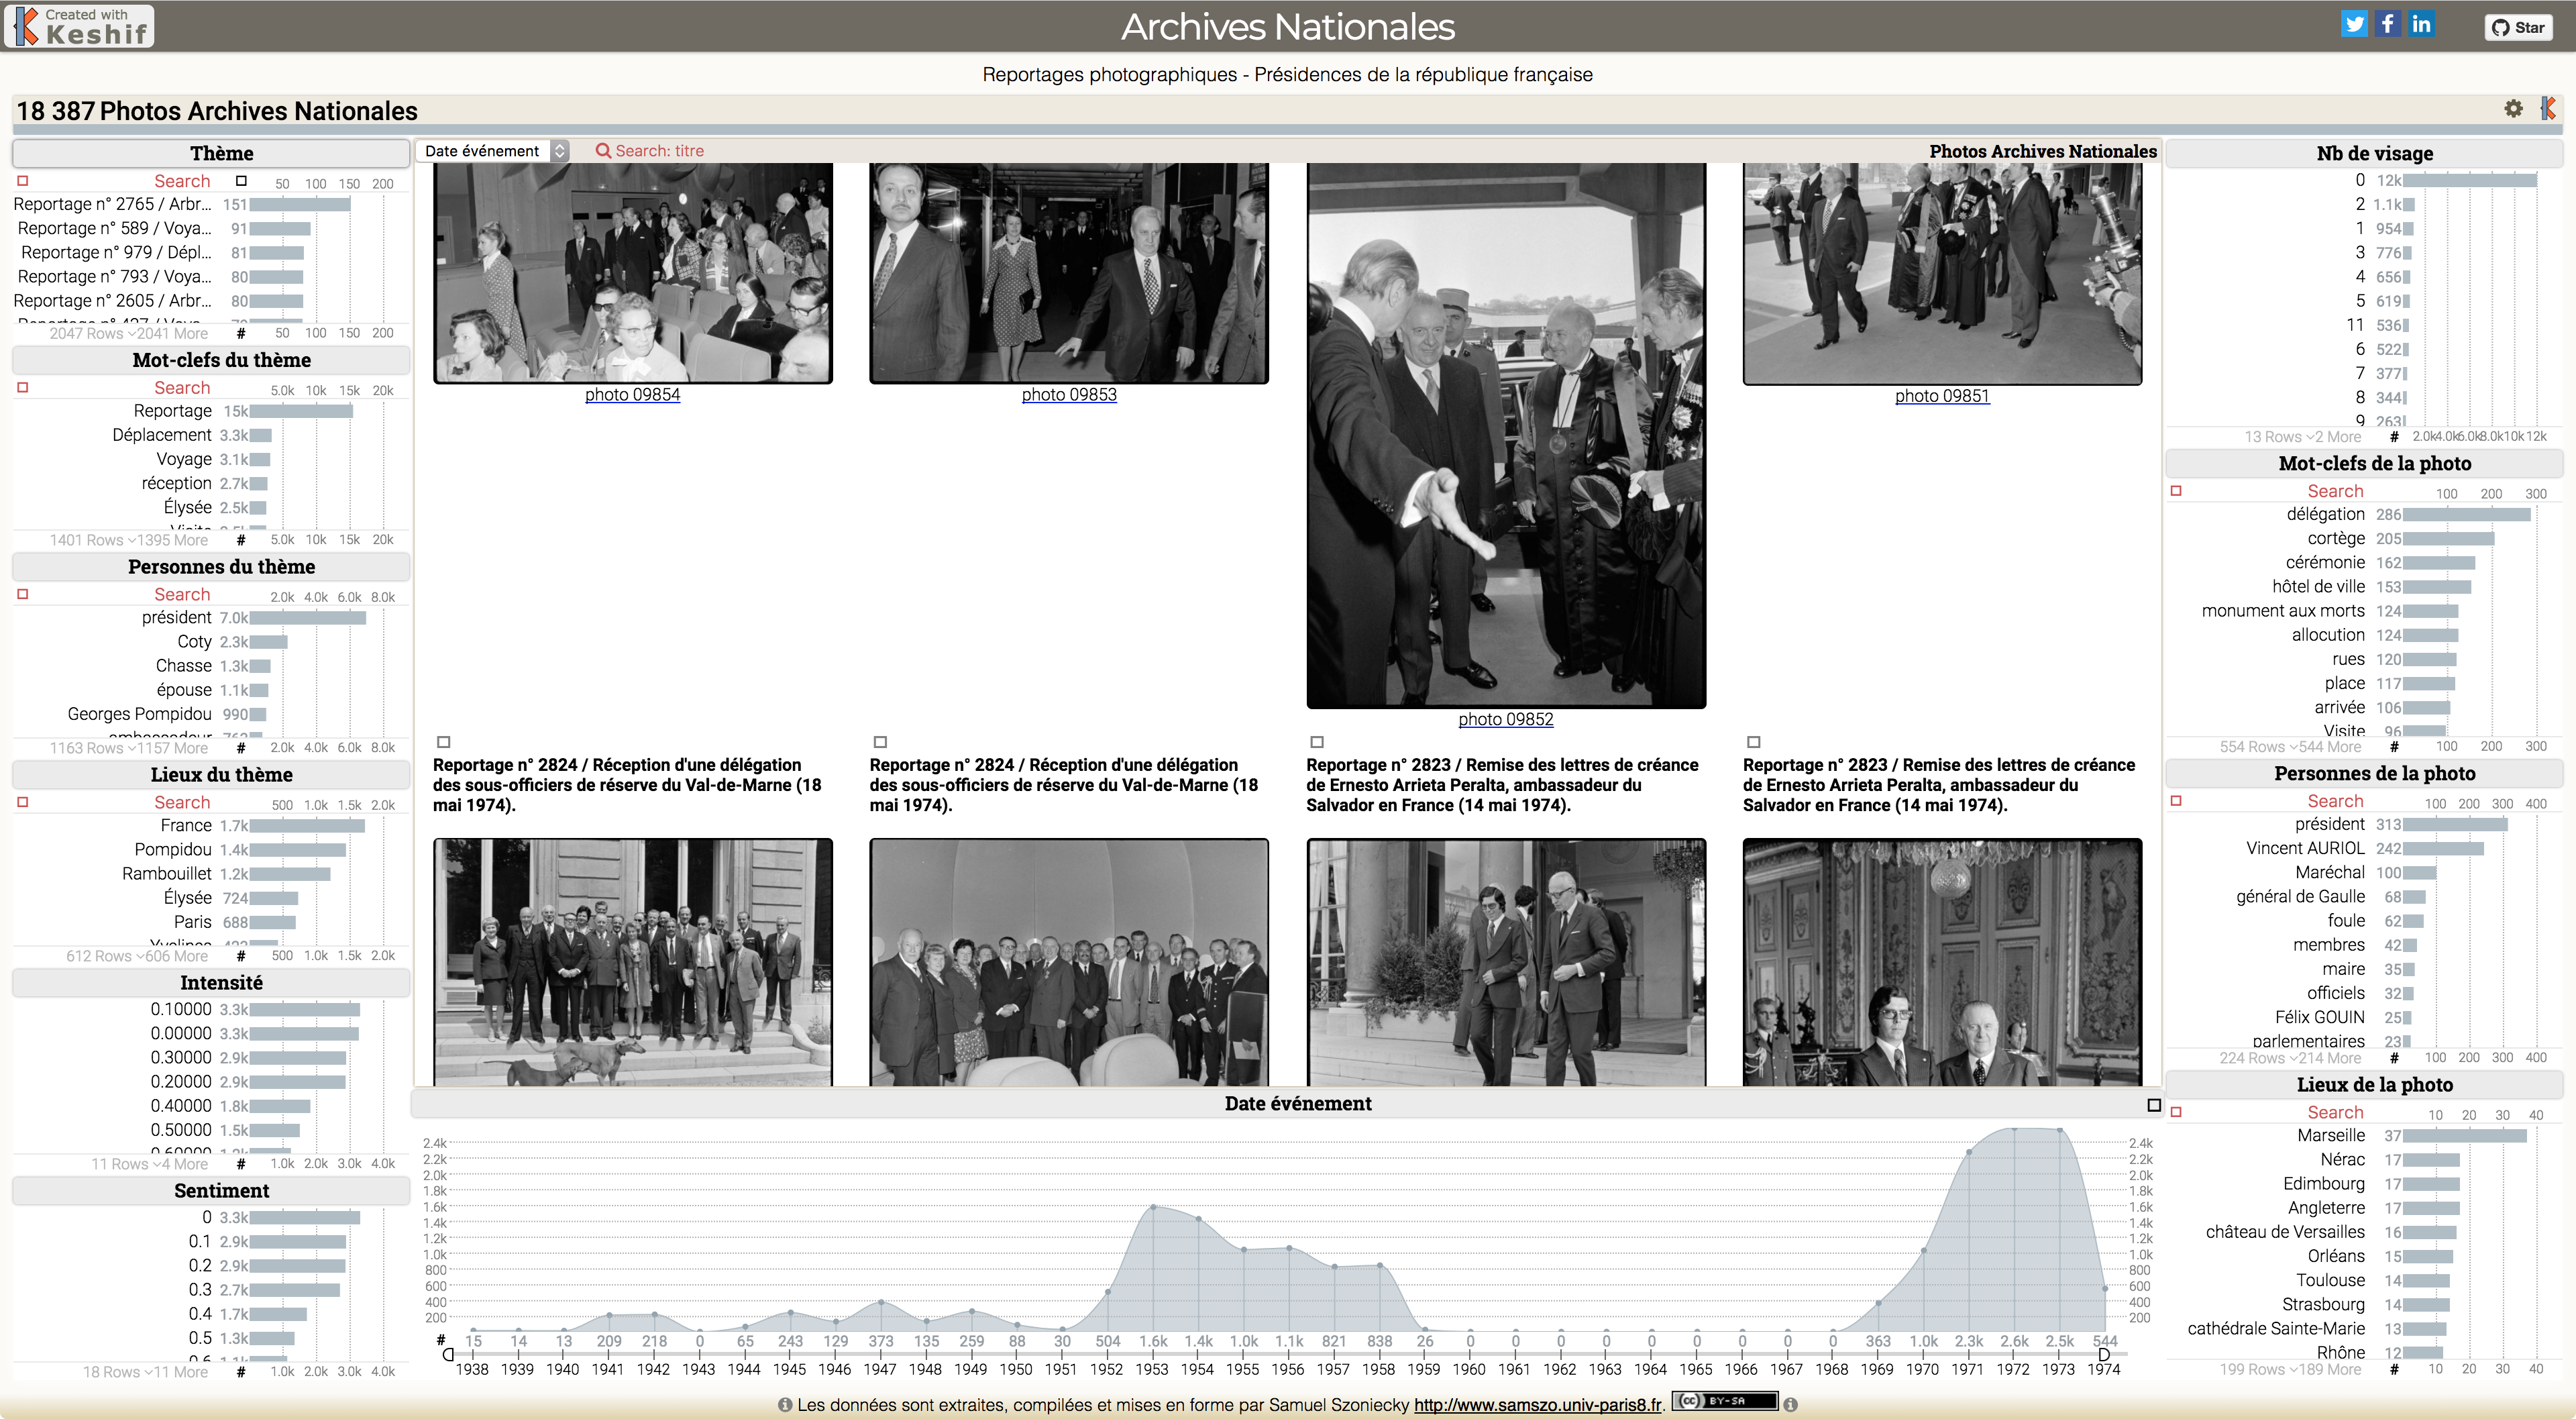 Created with
Keshif
Archives Nationales
Star
Reportages photographiques - Présidences de la république française
18 387 Photos Archives Nationales
Thème
Search
50 100 150 200
Reportage n° 2765 / Arbr... 151
Reportage n° 589 / Voya... 91
Reportage n° 979 / Dépl... 81
Reportage n° 793 / Voya... 80
Reportage n° 2605 / Arbr... 80
2047 Rows 2041 More # 50 100 150 200
Mot-clefs du thème
Search
5.0k 10k 15k 20k
Reportage 15k
Déplacement 3.3k
Voyage 3.1k
réception 2.7k
Élysée 2.5k
1401 Rows 1395 More # 5.0k 10k 15k 20k
Personnes du thème
Search
2.0k 4.0k 6.0k 8.0k
président 7.0k
Coty 2.3k
Chasse 1.3k
épouse 1.1k
Georges Pompidou 990
1163 Rows 1157 More # 2.0k 4.0k 6.0k 8.0k
Lieux du thème
Search
500 1.0k 1.5k 2.0k
France 1.7k
Pompidou 1.4k
Rambouillet 1.2k
Élysée 724
Paris 688
612 Rows 606 More # 500 1.0k 1.5k 2.0k
Intensité
0.10000 3.3k
0.00000 3.3k
0.30000 2.9k
0.20000 2.9k
0.40000 1.8k
0.50000 1.5k
11 Rows 4 More # 1.0k 2.0k 3.0k 4.0k
Sentiment
0 3.3k
0.1 2.9k
0.2 2.9k
0.3 2.7k
0.4 1.7k
0.5 1.3k
18 Rows 11 More # 1.0k 2.0k 3.0k 4.0k
Date événement
Search: titre
Photos Archives Nationales
photo 09854
photo 09853
photo 09851
photo 09852
Reportage n° 2824 / Réception d'une délégation
des sous-officiers de réserve du Val-de-Marne (18
mai 1974).
Reportage n° 2824 / Réception d'une délégation
des sous-officiers de réserve du Val-de-Marne (18
mai 1974).
Reportage n° 2823 / Remise des lettres de créance
de Ernesto Arrieta Peralta, ambassadeur du
Salvador en France (14 mai 1974).
Reportage n° 2823 / Remise des lettres de créance
de Ernesto Arrieta Peralta, ambassadeur du
Salvador en France (14 mai 1974).
Date événement
2.4k 2.4k
2.2k 2.2k
2.0k 2.0k
1.8k 1.8k
1.6k 1.6k
1.4k 1.4k
1.2k 1.2k
1.0k 1.0k
800 800
600 600
400 400
200 200
# 15 14 13 209 218 0 65 243 129 373 135 259 88 30 504 1.6k 1.4k 1.0k 1.1k 821 838 26 0 0 0 0 0 0 0 0 0 363 1.0k 2.3k 2.6k 2.5k 544
1938 1939 1940 1941 1942 1943 1944 1945 1946 1947 1948 1949 1950 1951 1952 1953 1954 1955 1956 1957 1958 1959 1960 1961 1962 1963 1964 1965 1966 1967 1968 1969 1970 1971 1972 1973 1974
Nb de visage
0 12k
2 1.1k
1 954
3 776
4 656
5 619
11 536
6 522
7 377
8 344
9 263
13 Rows 2 More # 2.0k 4.0k 6.0k 8.0k 10k 12k
Mot-clefs de la photo
Search
100 200 300
délégation 286
cortège 205
cérémonie 162
hôtel de ville 153
monument aux morts 124
allocution 124
rues 120
place 117
arrivée 106
Visite 96
554 Rows 544 More # 100 200 300
Personnes de la photo
Search
100 200 300 400
président 313
Vincent AURIOL 242
Maréchal 100
général de Gaulle 68
foule 62
membres 42
maire 35
officiels 32
Félix GOUIN 25
parlementaires 23
224 Rows 214 More # 100 200 300 400
Lieux de la photo
Search
10 20 30 40
Marseille 37
Nérac 17
Edimbourg 17
Angleterre 17
château de Versailles 16
Orléans 15
Toulouse 14
Strasbourg 14
cathédrale Sainte-Marie 13
Rhône 12
199 Rows 189 More # 10 20 30 40
Les données sont extraites, compilées et mises en forme par Samuel Szoniecky http://www.samszo.univ-paris8.fr.
cc BY-SA